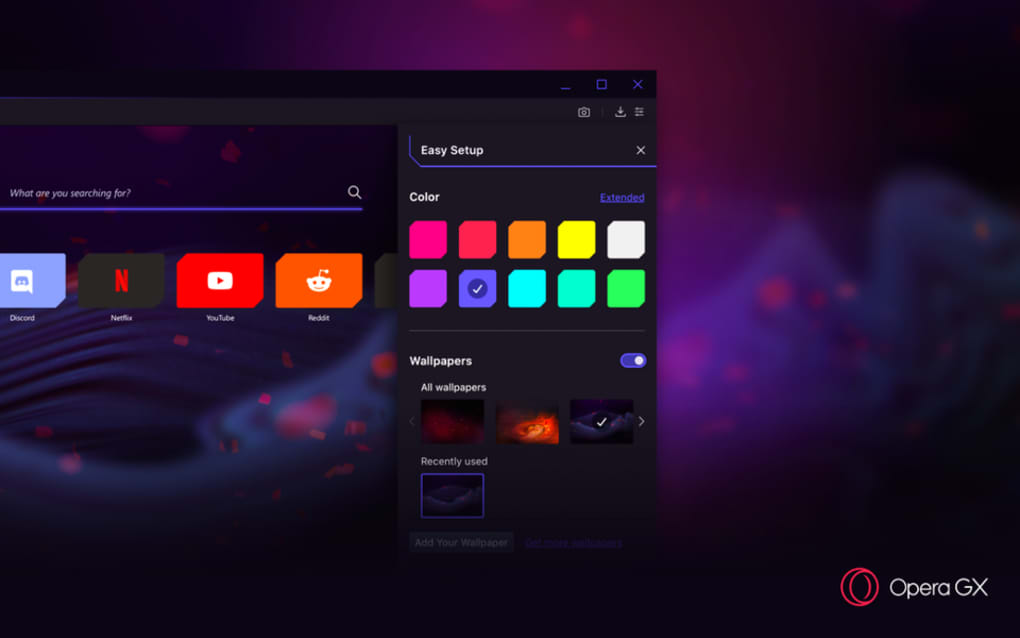 Easy Setup
What are you searching for?
Color
Extended
Discord
Netflix
YouTube
Reddit
Wallpapers
All wallpapers
Recently used
Add Your Wallpaper
Get more wallpapers
Opera GX